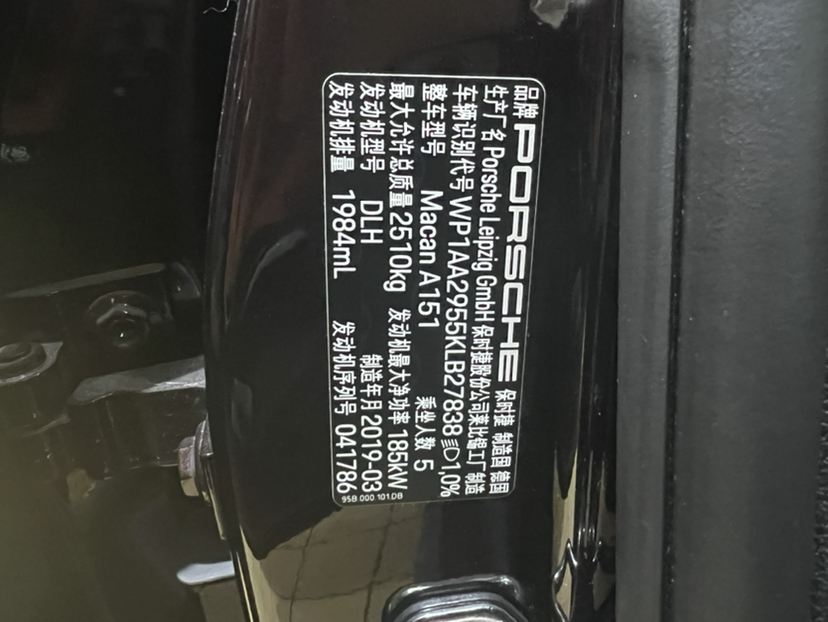 品牌 PORSCHE 保时捷 制造国 德国
生产厂名 Porsche Leipzig GmbH 保时捷股份公司莱比锡工厂制造
车辆识别代号 WP1AA2955KLB27838 1,0%
整车型号 Macan A151 乘坐人数 5
最大允许总质量 2510kg 发动机最大净功率 185kW
发动机型号 DLH 制造年月 2019-03
发动机排量 1984mL 发动机序列号 041786
95B.000.101.DB